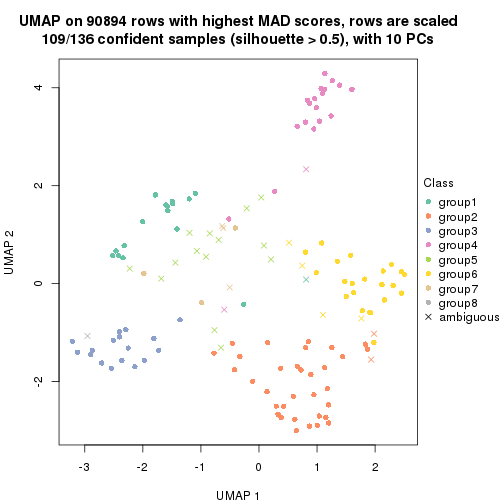 UMAP on 90894 rows with highest MAD scores, rows are scaled
109/136 confident samples (silhouette > 0.5), with 10 PCs
4
2
0
-2
UMAP 2
-3
-2
-1
0
1
2
UMAP 1
Class
group1
group2
group3
group4
group5
group6
group7
group8
ambiguous